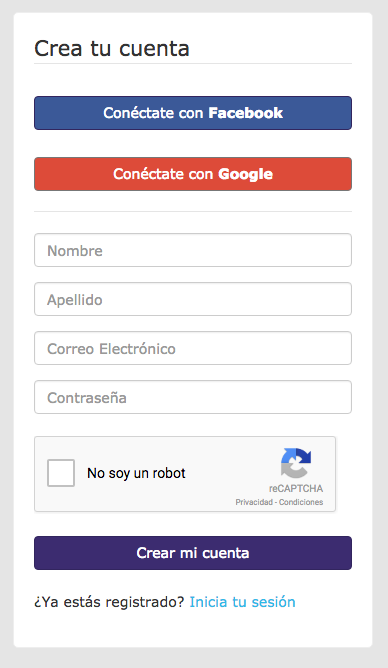 Crea tu cuenta
Conéctate con Facebook
Conéctate con Google
Nombre
Apellido
Correo Electrónico
Contraseña
No soy un robot
reCAPTCHA
Privacidad - Condiciones
Crear mi cuenta
¿Ya estás registrado? Inicia tu sesión